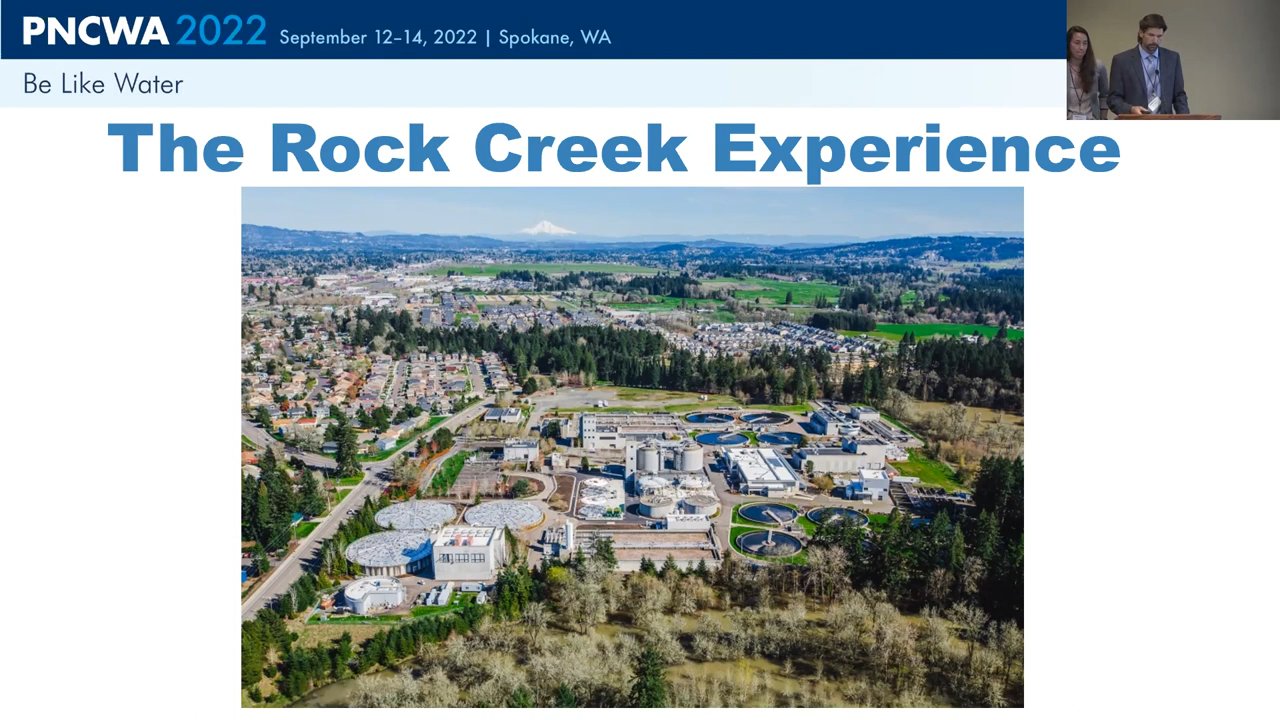 PNCWA 2022 September 12–14, 2022 | Spokane, WA
Be Like Water
The Rock Creek Experience